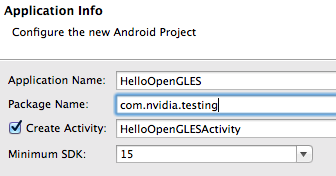 Application Info
Configure the new Android Project
Application Name: HelloOpenGLES
Package Name: com.nvidia.testing
Create Activity: HelloOpenGLESActivity
Minimum SDK: 15